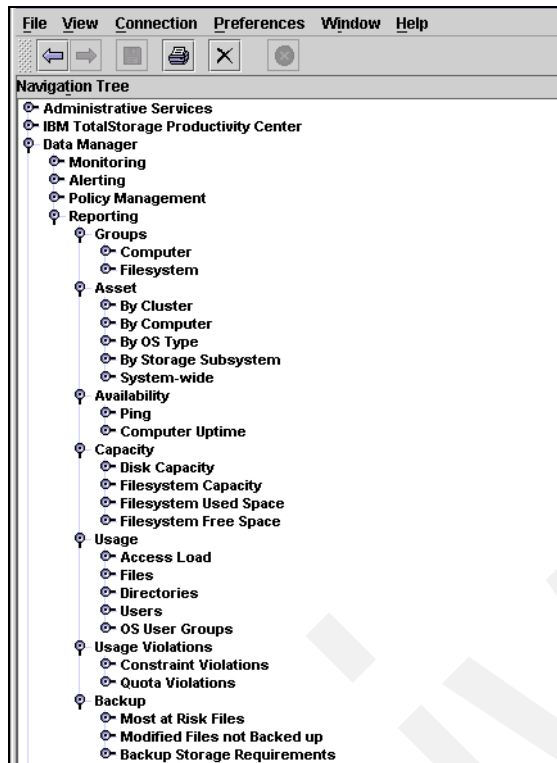 File View Connection Preferences Window Help
Navigation Tree
Administrative Services
IBM TotalStorage Productivity Center
Data Manager
Monitoring
Alerting
Policy Management
Reporting
Groups
Computer
Filesystem
Asset
By Cluster
By Computer
By OS Type
By Storage Subsystem
System-wide
Availability
Ping
Computer Uptime
Capacity
Disk Capacity
Filesystem Capacity
Filesystem Used Space
Filesystem Free Space
Usage
Access Load
Files
Directories
Users
OS User Groups
Usage Violations
Constraint Violations
Quota Violations
Backup
Most at Risk Files
Modified Files not Backed up
Backup Storage Requirements